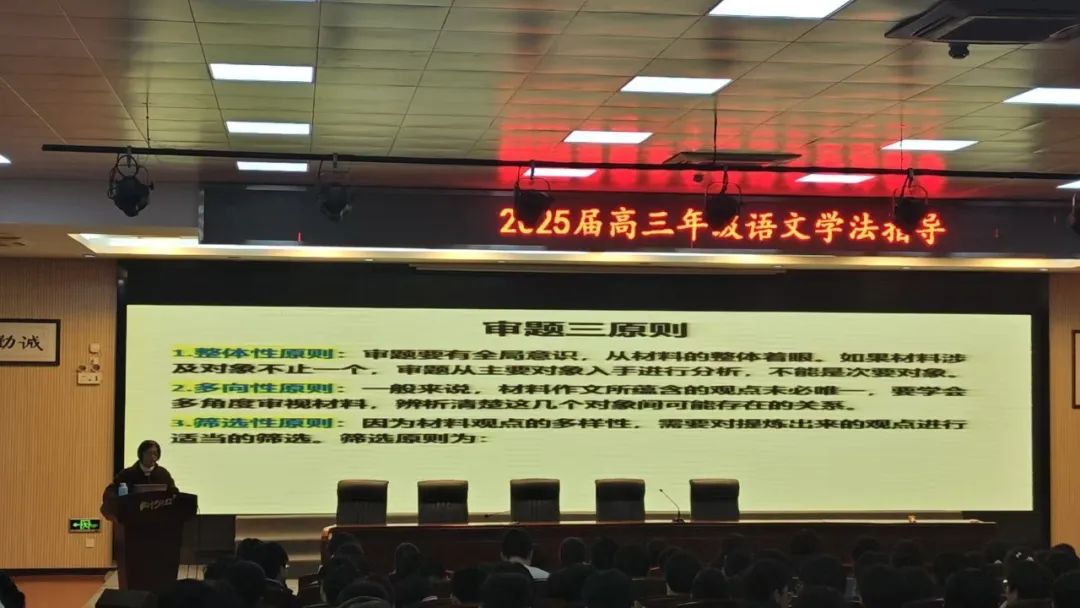 2025届高三年级语文学法指导
审题三原则
1.整体性原则：审题要有全局意识，从材料的整体着眼。如果材料涉
及对象不止一个，审题从主要对象入手进行分析，不能是次要对象。
2.多向性原则：一般来说，材料作文所蕴含的观点未必唯一，要学会
多角度审视材料，辨析清楚这几个对象间可能存在的关系。
3.筛选性原则：因为材料观点的多样性，需要对提炼出来的观点进行
适当的筛选。筛选原则为：
诚